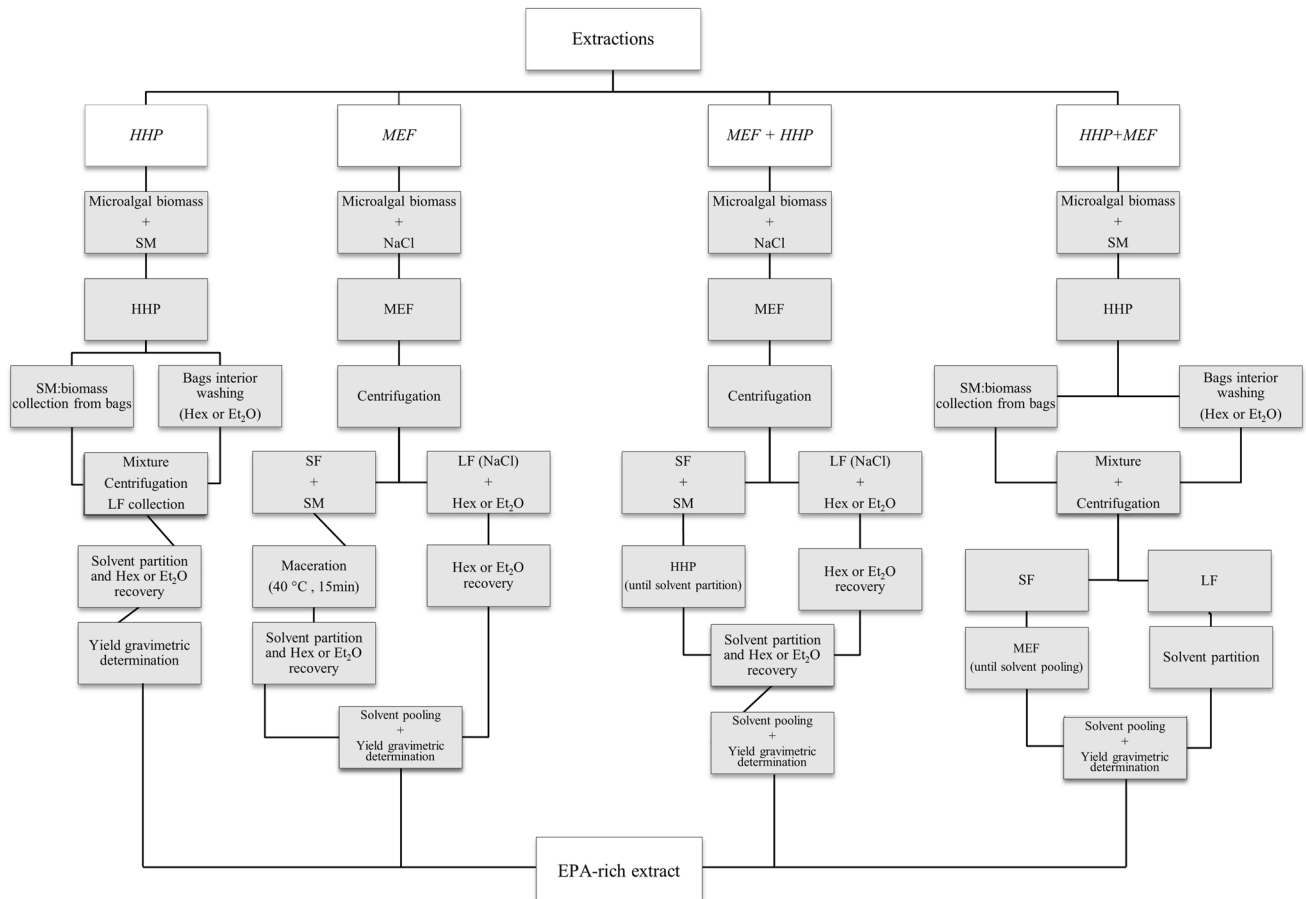 Extractions
HHP
MEF
MEF + HHP
HHP+MEF
Microalgal biomass
+
SM
Microalgal biomass
+
NaCl
Microalgal biomass
+
NaCl
Microalgal biomass
+
SM
HHP
MEF
MEF
HHP
SM:biomass
collection from bags
Bags interior
washing
(Hex or Et₂O)
Centrifugation
Centrifugation
SM:biomass
collection from bags
Bags interior
washing
(Hex or Et₂O)
Mixture
Centrifugation
LF collection
SF
+
SM
LF (NaCl)
+
Hex or Et₂O
SF
+
SM
LF (NaCl)
+
Hex or Et₂O
Mixture
+
Centrifugation
Solvent partition
and Hex or Et₂O
recovery
Maceration
(40 °C , 15min)
Hex or Et₂O
recovery
HHP
(until solvent partition)
Hex or Et₂O
recovery
SF
LF
Yield gravimetric
determination
Solvent partition
and Hex or Et₂O
recovery
Solvent partition
and Hex or Et₂O
recovery
MEF
(until solvent pooling)
Solvent partition
Solvent pooling
+
Yield gravimetric
determination
Solvent pooling
+
Yield gravimetric
determination
Solvent pooling
+
Yield gravimetric
determination
EPA-rich extract